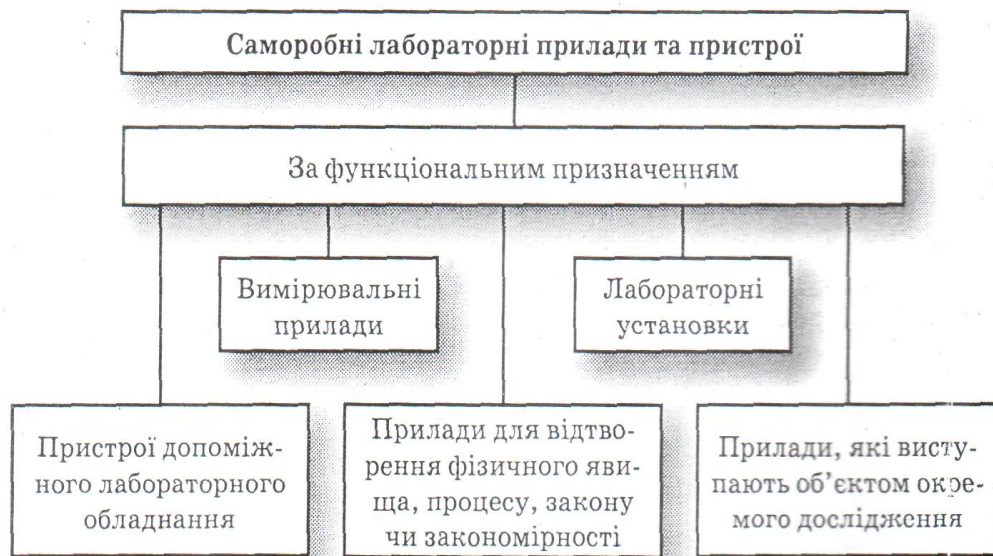 Саморобні лабораторні прилади та пристрої
За функціональним призначенням
Вимірювальні
прилади
Лабораторні
установки
Пристрої допоміж-
ного лабораторного
обладнання
Прилади для відтво-
рення фізичного яви-
ща, процесу, закону
чи закономірності
Прилади, які висту-
пають об’єктом окре-
мого дослідження